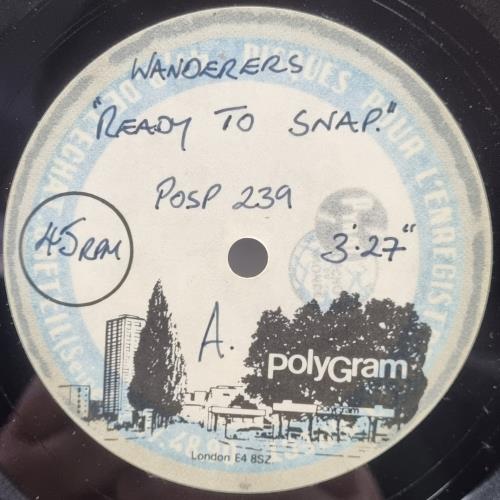 WANDERERS
"READY TO SNAP."
POSP 239
45RPM
3'27"
A.
polyGram
London E4 8SZ